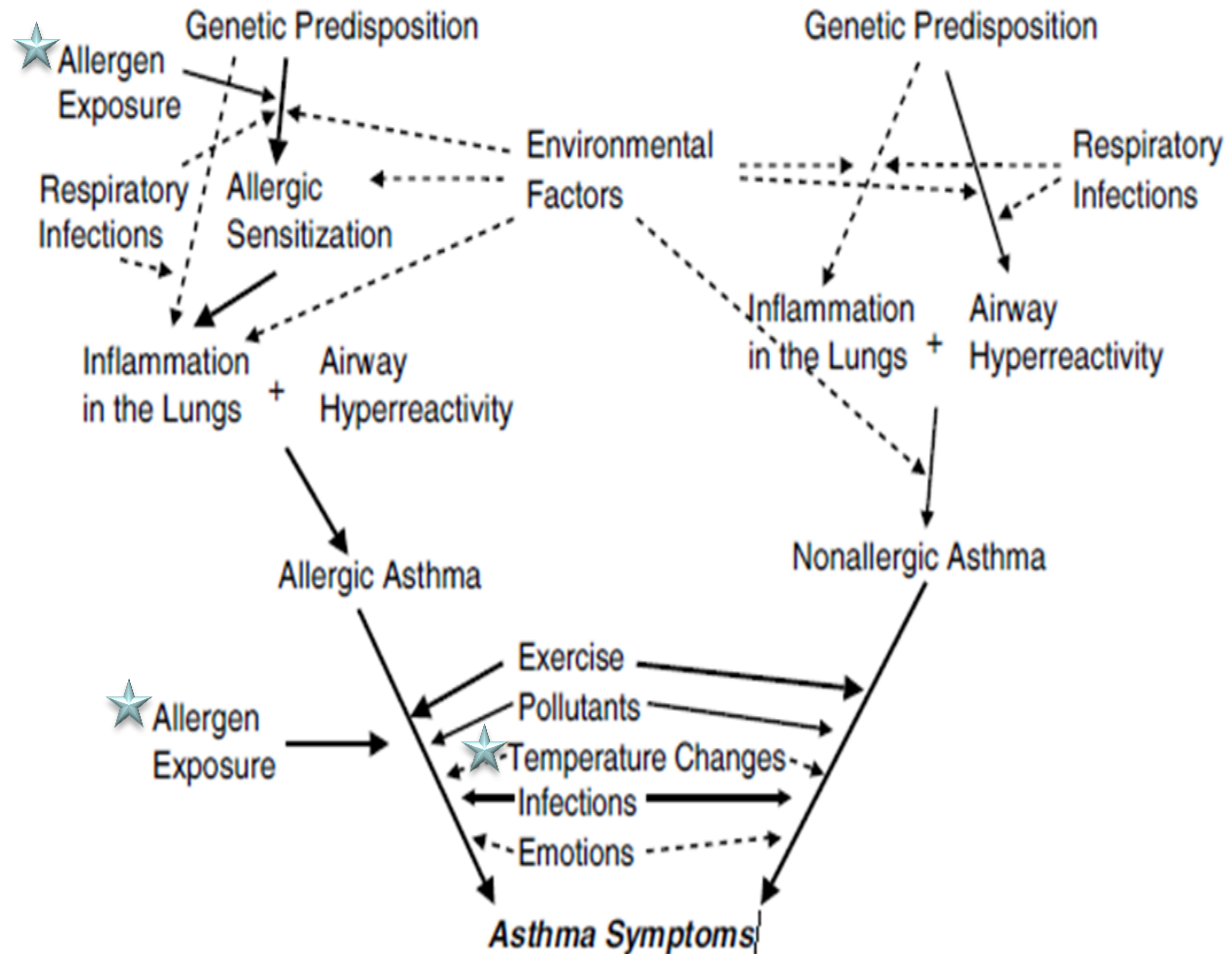 Genetic Predisposition
Genetic Predisposition
Allergen
Exposure
Environmental
Factors
Respiratory
Infections
Respiratory
Infections
Allergic
Sensitization
Inflammation
in the Lungs
+
Airway
Hyperreactivity
Inflammation
in the Lungs
+
Airway
Hyperreactivity
Allergic Asthma
Nonallergic Asthma
Exercise
Pollutants
Allergen
Exposure
Temperature Changes
Infections
Emotions
Asthma Symptoms